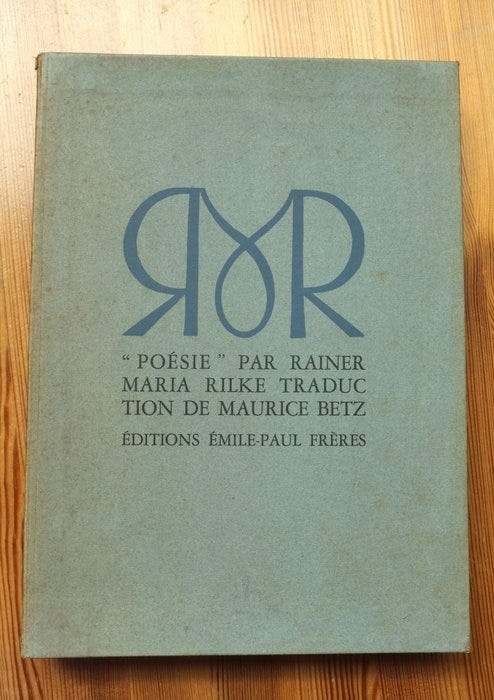 RMR
“ POÉSIE ” PAR RAINER
MARIA RILKE TRADUC
TION DE MAURICE BETZ
ÉDITIONS ÉMILE-PAUL FRÈRES